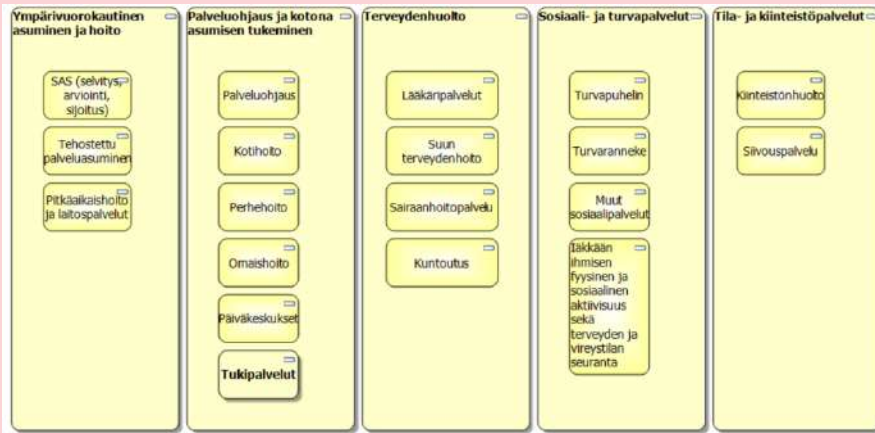 Ympärivuorokautinen
asuminen ja hoito
SAS (selvitys,
arviointi,
sijoitus)
Tehostettu
palveluasuminen
Pitkäaikaishoito
ja laitospalvelut
Palveluohjaus ja kotona
asumisen tukeminen
Palveluohjaus
Kotihoito
Perhehoito
Omaishoito
Päiväkeskukset
Tukipalvelut
Terveydenhuolto
Lääkäripalvelut
Suun
terveydenhoito
Sairaanhoitopalvelu
Kuntoutus
Sosiaali- ja turvapalvelut
Turvapuhelin
Turvaranneke
Muut
sosiaalipalvelut
Iäkkään
ihmisen
fyysinen ja
sosiaalinen
aktiivisuus
sekä
terveyden ja
vireystilan
seuranta
Tila- ja kiinteistöpalvelut
Kiinteistönhuolto
Siivouspalvelu